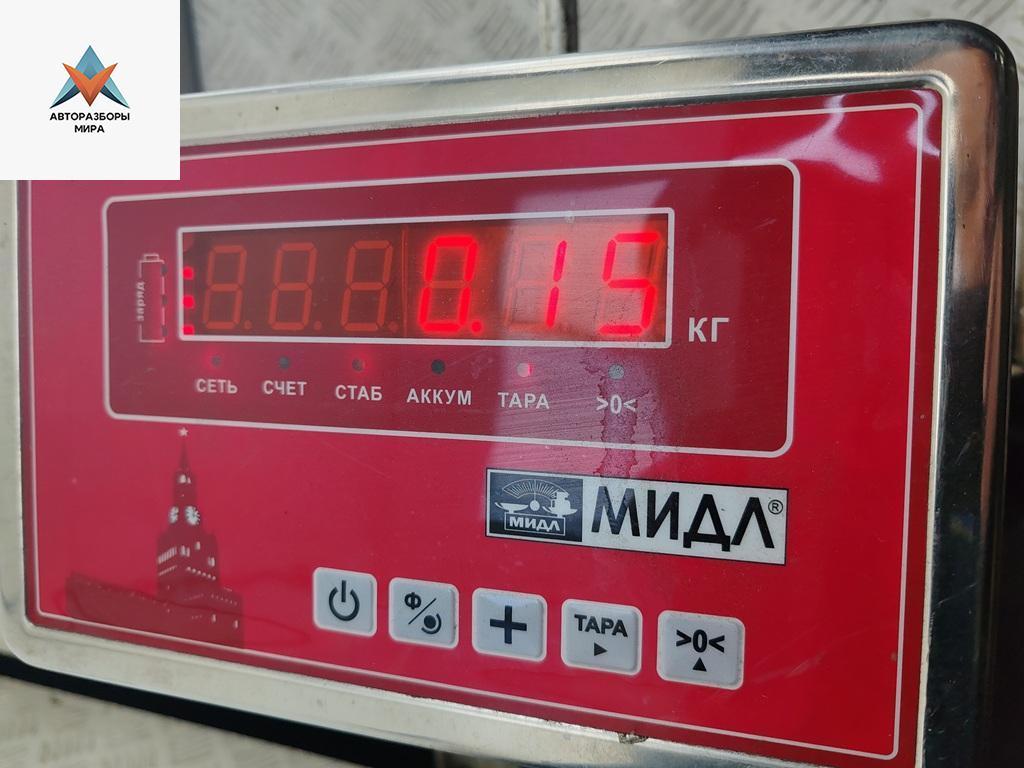 АВТОРАЗБОРЫ
МИРА
заряд
0.15
КГ
СЕТЬ СЧЕТ СТАБ АККУМ ТАРА >0<
МИДЛ
МИДЛ®
Ф
ТАРА
>0<